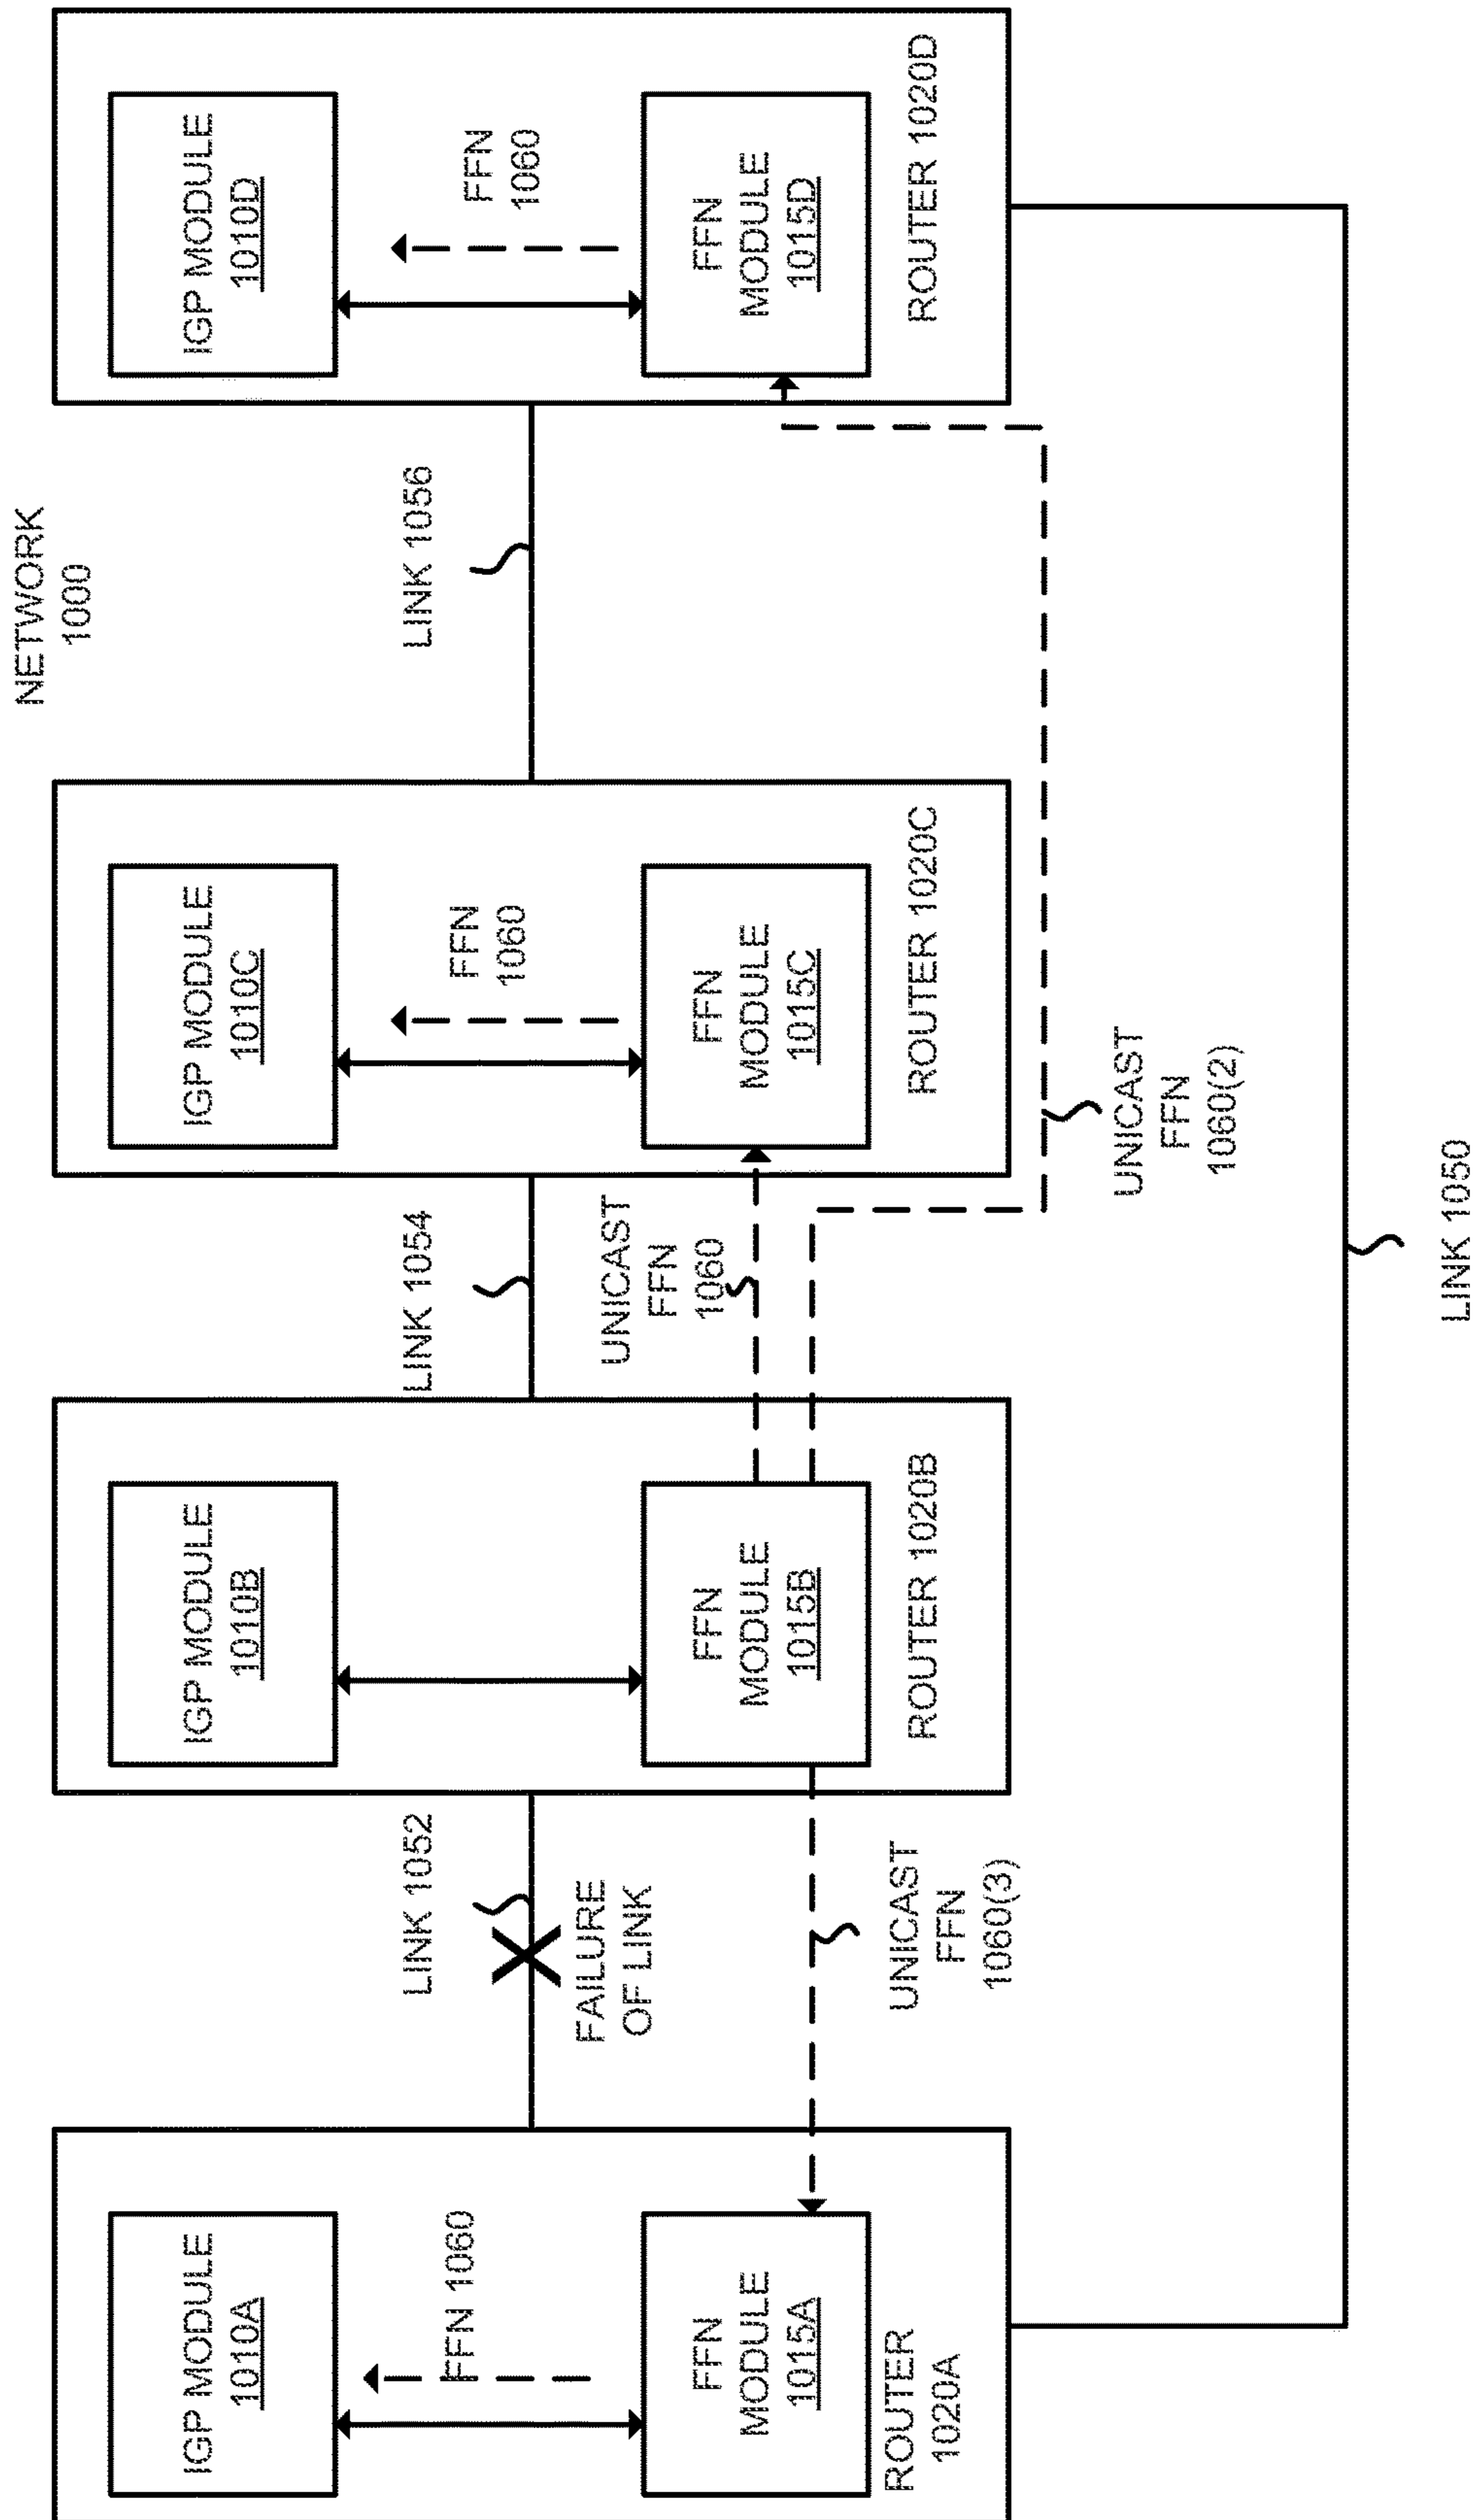 NETWORK
1000
IGP MODULE
1010A
FFN 1060
FFN
MODULE
1015A
ROUTER
1020A
LINK 1052
FAILURE
OF LINK
UNICAST
FFN
1060(3)
IGP MODULE
1010B
FFN
MODULE
1015B
ROUTER 1020B
LINK 1054
UNICAST
FFN
1060
IGP MODULE
1010C
FFN
1060
FFN
MODULE
1015C
ROUTER 1020C
UNICAST
FFN
1060(2)
LINK 1056
IGP MODULE
1010D
FFN
1060
FFN
MODULE
1015D
ROUTER 1020D
LINK 1050